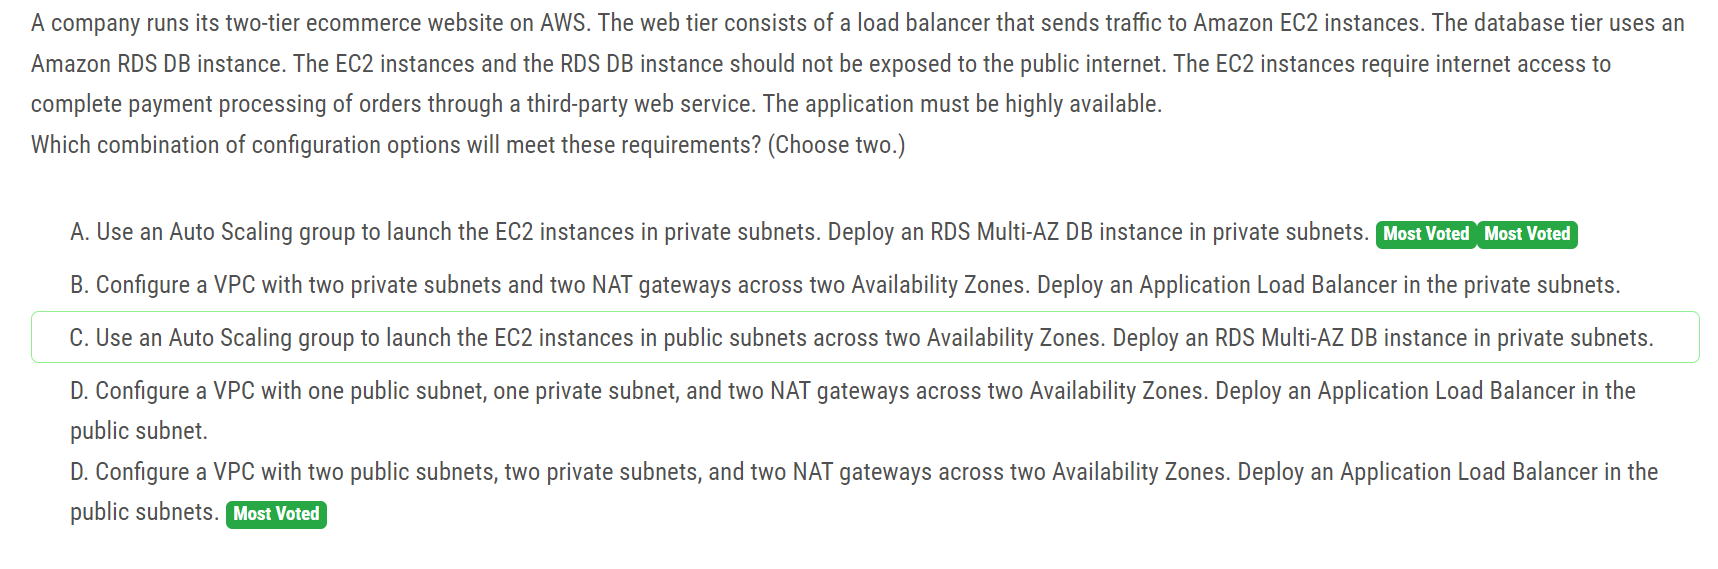 A company runs its two-tier ecommerce website on AWS. The web tier consists of a load balancer that sends traffic to Amazon EC2 instances. The database tier uses an
Amazon RDS DB instance. The EC2 instances and the RDS DB instance should not be exposed to the public internet. The EC2 instances require internet access to
complete payment processing of orders through a third-party web service. The application must be highly available.
Which combination of configuration options will meet these requirements? (Choose two.)
A. Use an Auto Scaling group to launch the EC2 instances in private subnets. Deploy an RDS Multi-AZ DB instance in private subnets. Most Voted Most Voted
B. Configure a VPC with two private subnets and two NAT gateways across two Availability Zones. Deploy an Application Load Balancer in the private subnets.
C. Use an Auto Scaling group to launch the EC2 instances in public subnets across two Availability Zones. Deploy an RDS Multi-AZ DB instance in private subnets.
D. Configure a VPC with one public subnet, one private subnet, and two NAT gateways across two Availability Zones. Deploy an Application Load Balancer in the
public subnet.
D. Configure a VPC with two public subnets, two private subnets, and two NAT gateways across two Availability Zones. Deploy an Application Load Balancer in the
public subnets. Most Voted